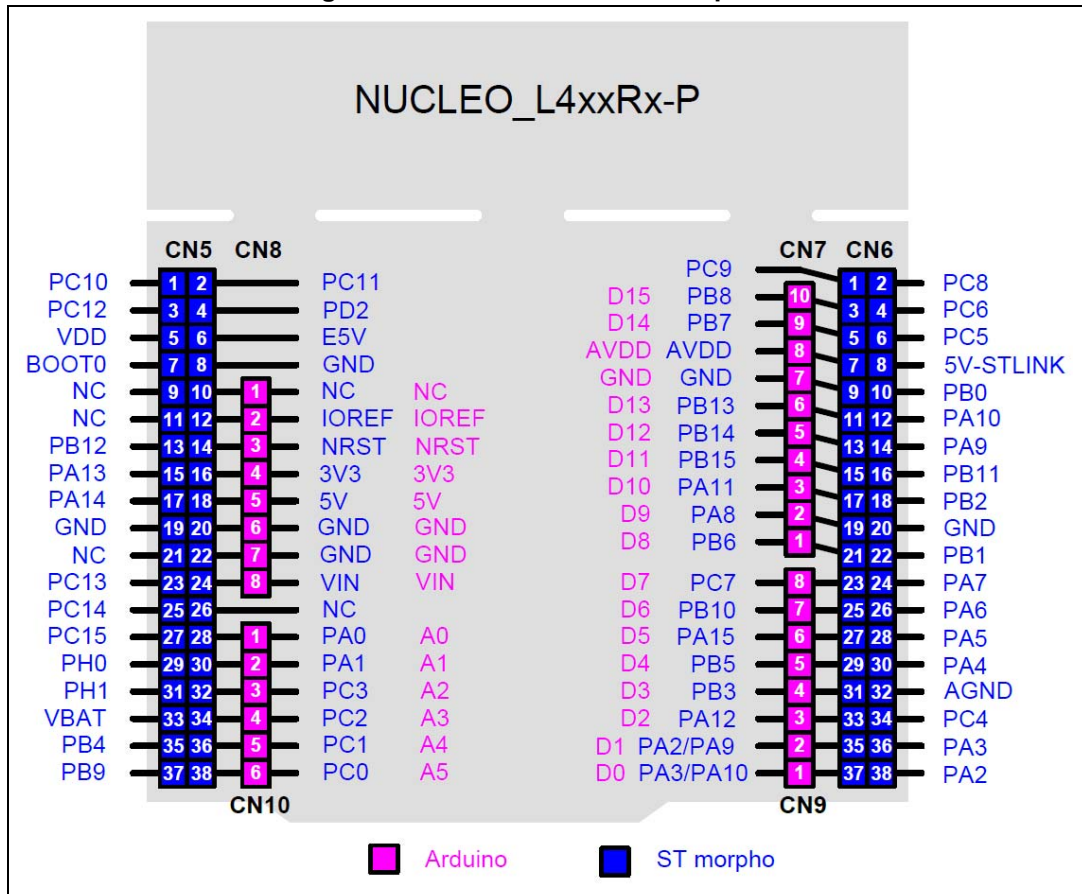 NUCLEO_L4xxRx-P
CN5 CN8 CN7 CN6
PC9
PC10 1 2 PC11 1 2 PC8
D15 PB8 10
PC12 3 4 PD2 3 4 PC6
D14 PB7 9
VDD 5 6 E5V 5 6 PC5
AVDD AVDD 8
BOOT0 7 8 GND 7 8 5V-STLINK
GND GND 7
NC 9 10 1 NC NC 9 10 PB0
D13 PB13 6
NC 11 12 2 IOREF IOREF 11 12 PA10
D12 PB14 5
PB12 13 14 3 NRST NRST 13 14 PA9
D11 PB15 4
PA13 15 16 4 3V3 3V3 15 16 PB11
D10 PA11 3
PA14 17 18 5 5V 5V 17 18 PB2
D9 PA8 2
GND 19 20 6 GND GND 19 20 GND
D8 PB6 1
NC 21 22 7 GND GND 21 22 PB1
PC13 23 24 8 VIN VIN D7 PC7 8 23 24 PA7
PC14 25 26 NC D6 PB10 7 25 26 PA6
PC15 27 28 1 PA0 A0 D5 PA15 6 27 28 PA5
PH0 29 30 2 PA1 A1 D4 PB5 5 29 30 PA4
PH1 31 32 3 PC3 A2 D3 PB3 4 31 32 AGND
VBAT 33 34 4 PC2 A3 D2 PA12 3 33 34 PC4
PB4 35 36 5 PC1 A4 D1 PA2/PA9 2 35 36 PA3
PB9 37 38 6 PC0 A5 D0 PA3/PA10 1 37 38 PA2
CN10 CN9
Arduino ST morpho